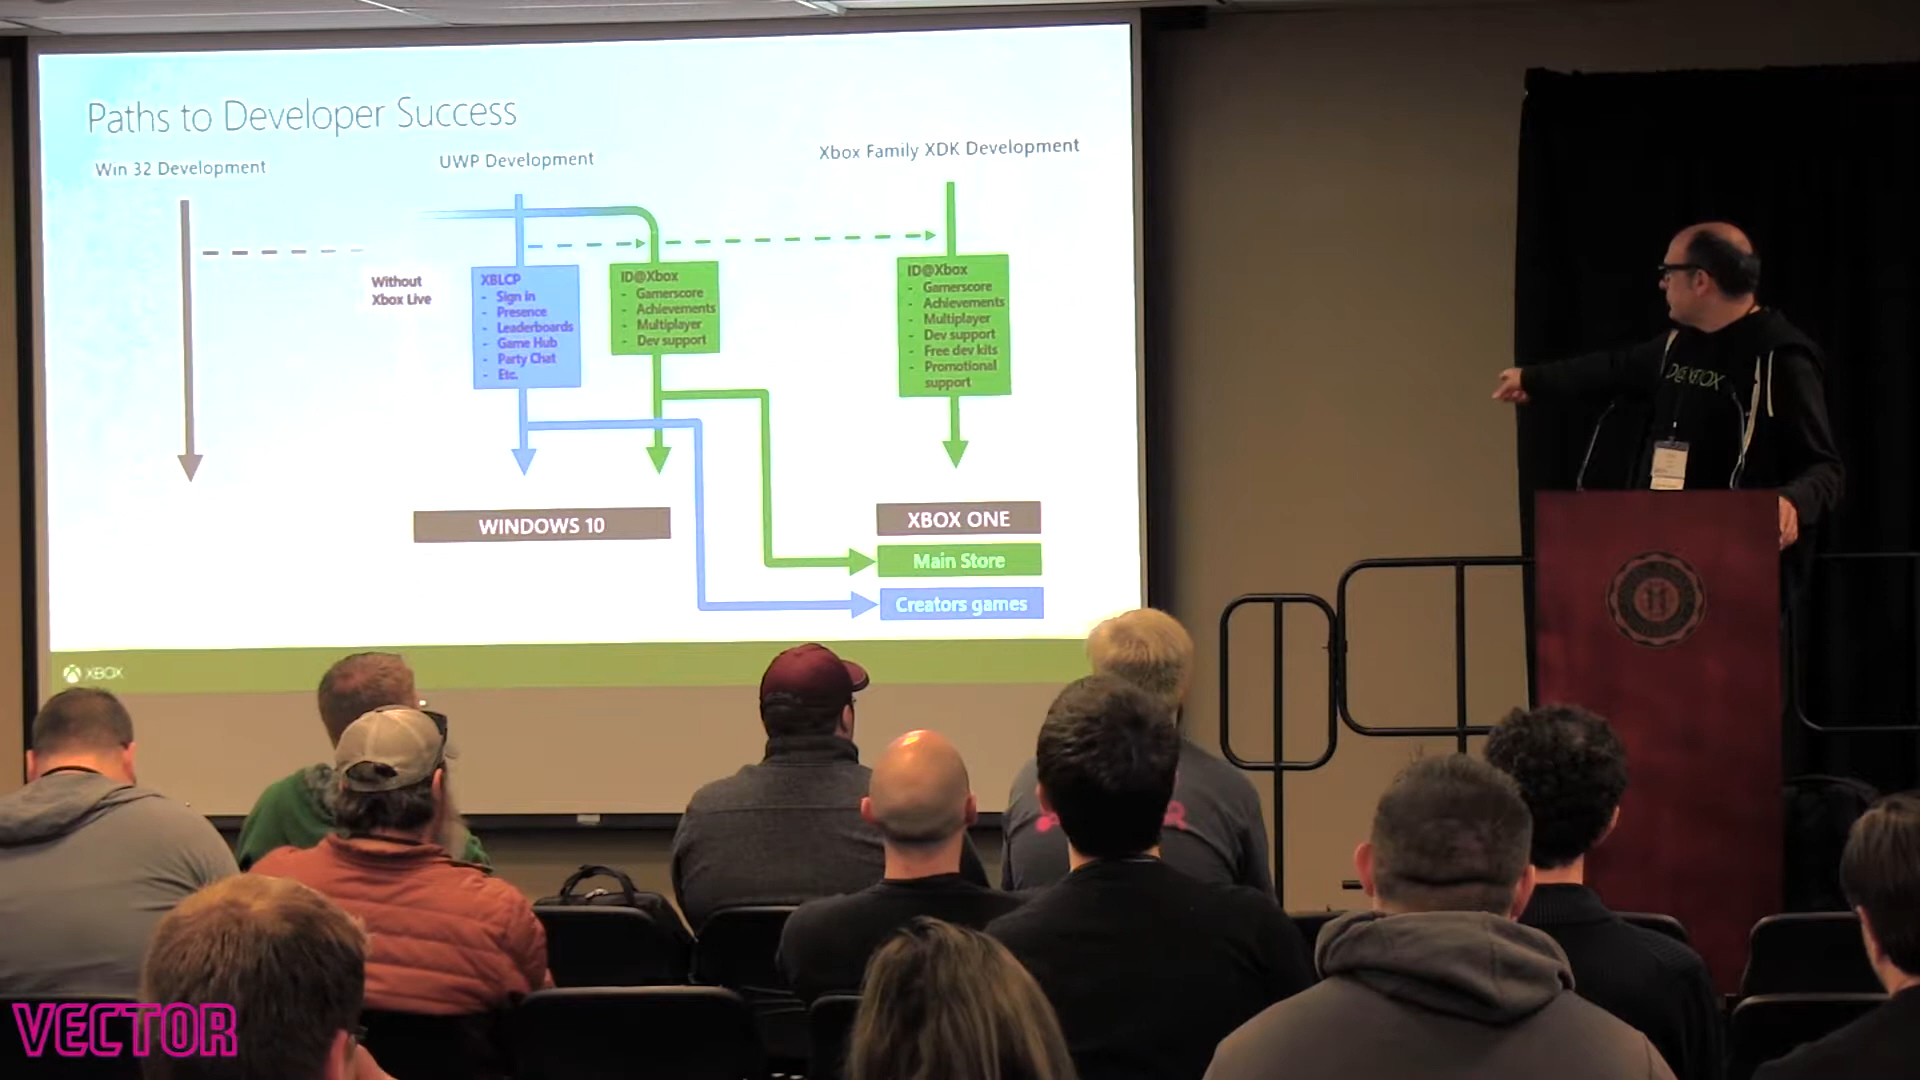 Paths to Developer Success
Win 32 Development
UWP Development
Xbox Family XDK Development
Without
Xbox Live
XBLCP
- Sign in
- Presence
- Leaderboards
- Game Hub
- Party Chat
- Etc.
ID@Xbox
- Gamerscore
- Achievements
- Multiplayer
- Dev support
ID@Xbox
- Gamerscore
- Achievements
- Multiplayer
- Dev support
- Free dev kits
- Promotional
support
WINDOWS 10
XBOX ONE
Main Store
Creators games
XBOX
D@XBOX
VECTOR